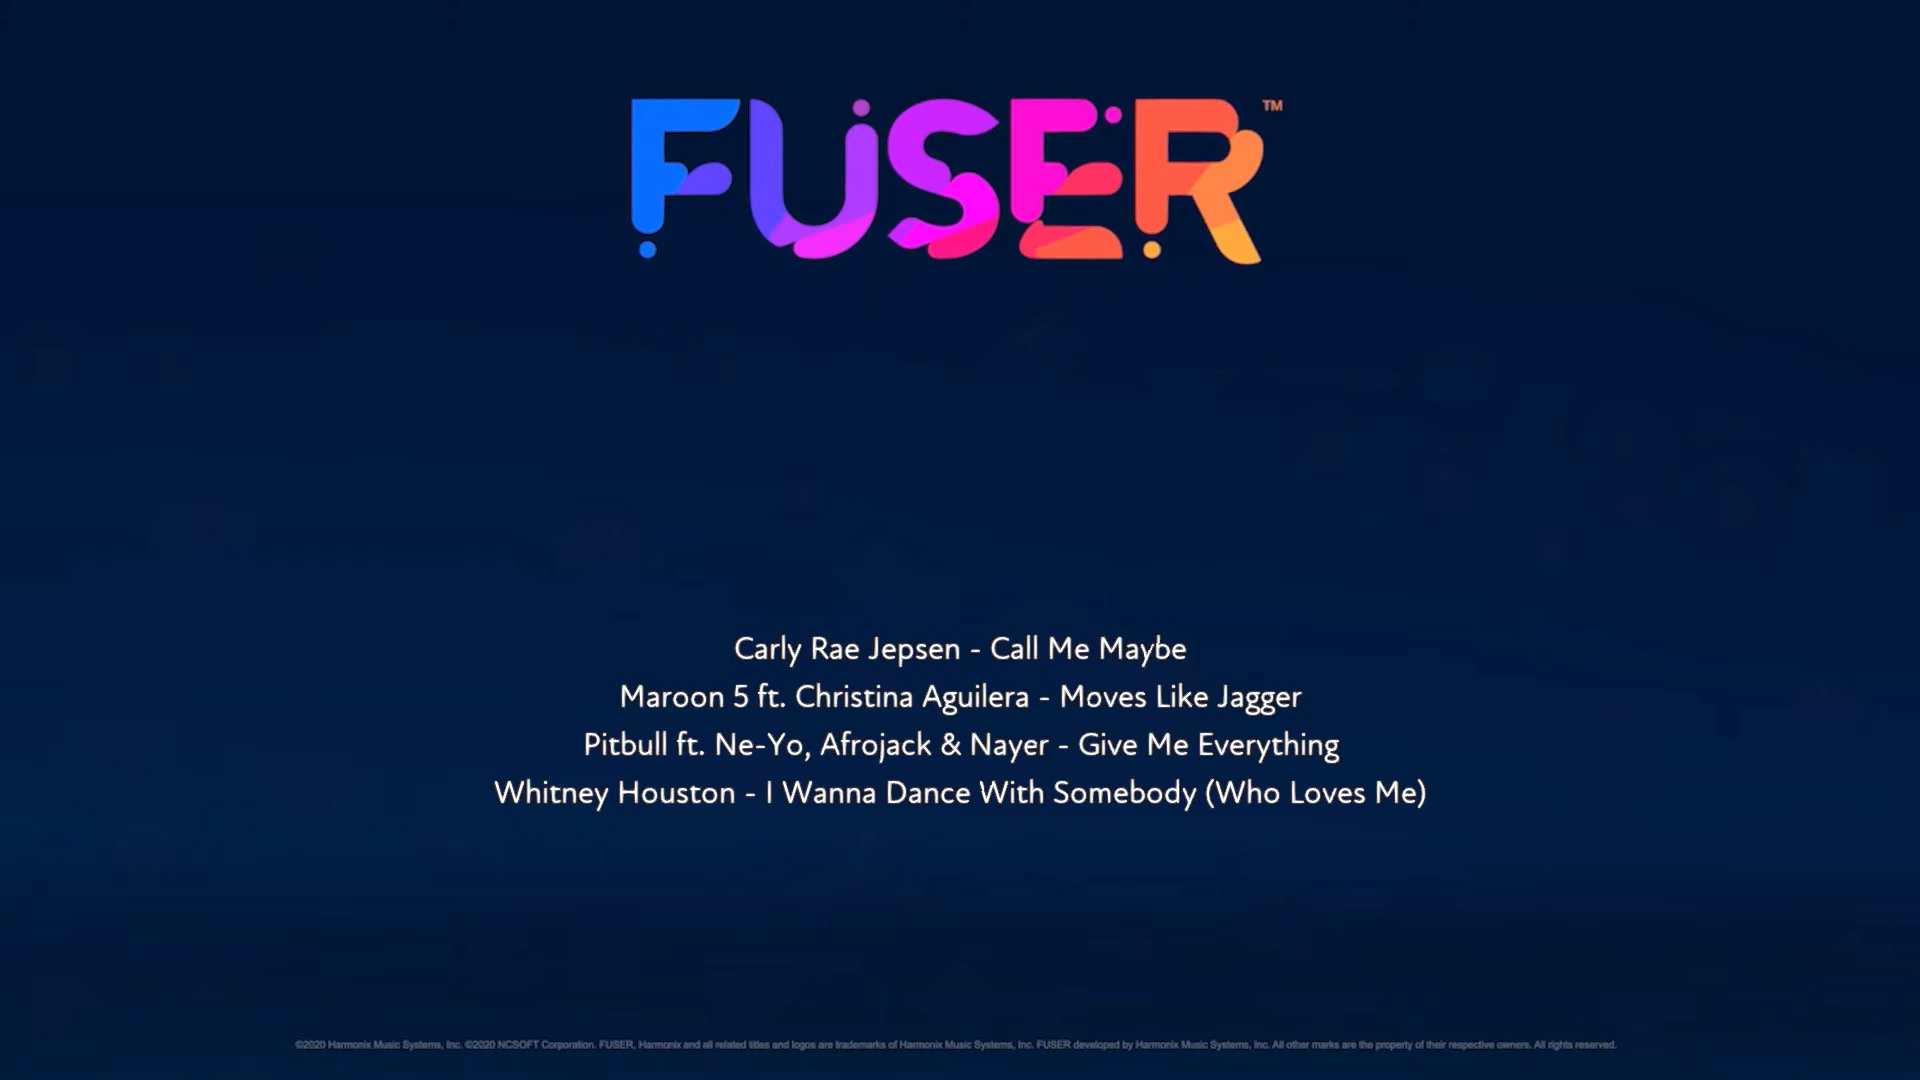 FUSER™
Carly Rae Jepsen - Call Me Maybe
Maroon 5 ft. Christina Aguilera - Moves Like Jagger
Pitbull ft. Ne-Yo, Afrojack & Nayer - Give Me Everything
Whitney Houston - I Wanna Dance With Somebody (Who Loves Me)
©2020 Harmonix Music Systems, Inc. ©2020 NCSOFT Corporation. FUSER, Harmonix and all related titles and logos are trademarks of Harmonix Music Systems, Inc. FUSER developed by Harmonix Music Systems, Inc. All other marks are the property of their respective owners. All rights reserved.